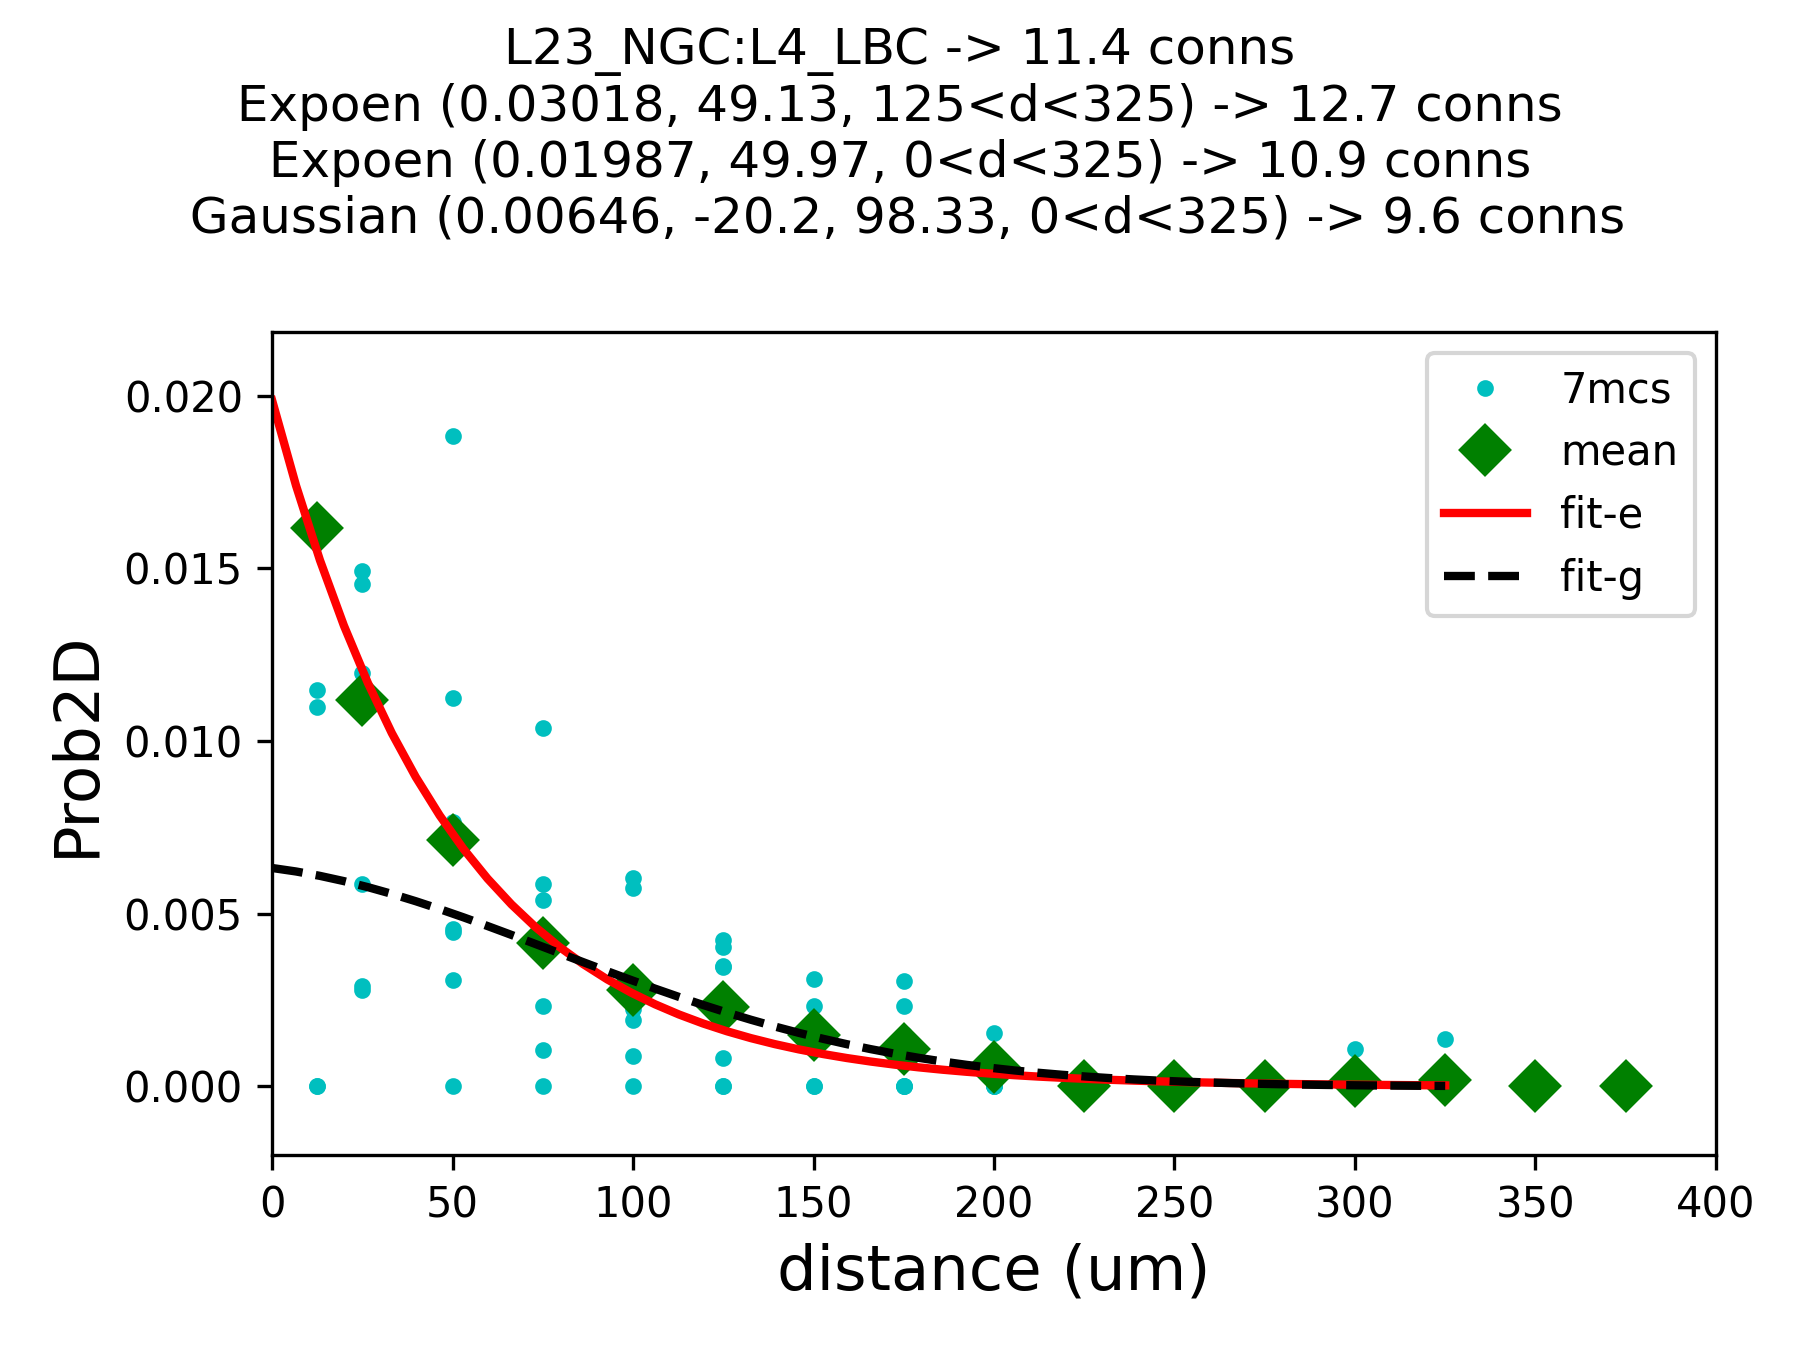 L23_NGC:L4_LBC -> 11.4 conns
Expoen (0.03018, 49.13, 125<d<325) -> 12.7 conns
Expoen (0.01987, 49.97, 0<d<325) -> 10.9 conns
Gaussian (0.00646, -20.2, 98.33, 0<d<325) -> 9.6 conns
7mcs
mean
fit-e
fit-g
Prob2D
0.020
0.015
0.010
0.005
0.000
0 50 100 150 200 250 300 350 400
distance (um)